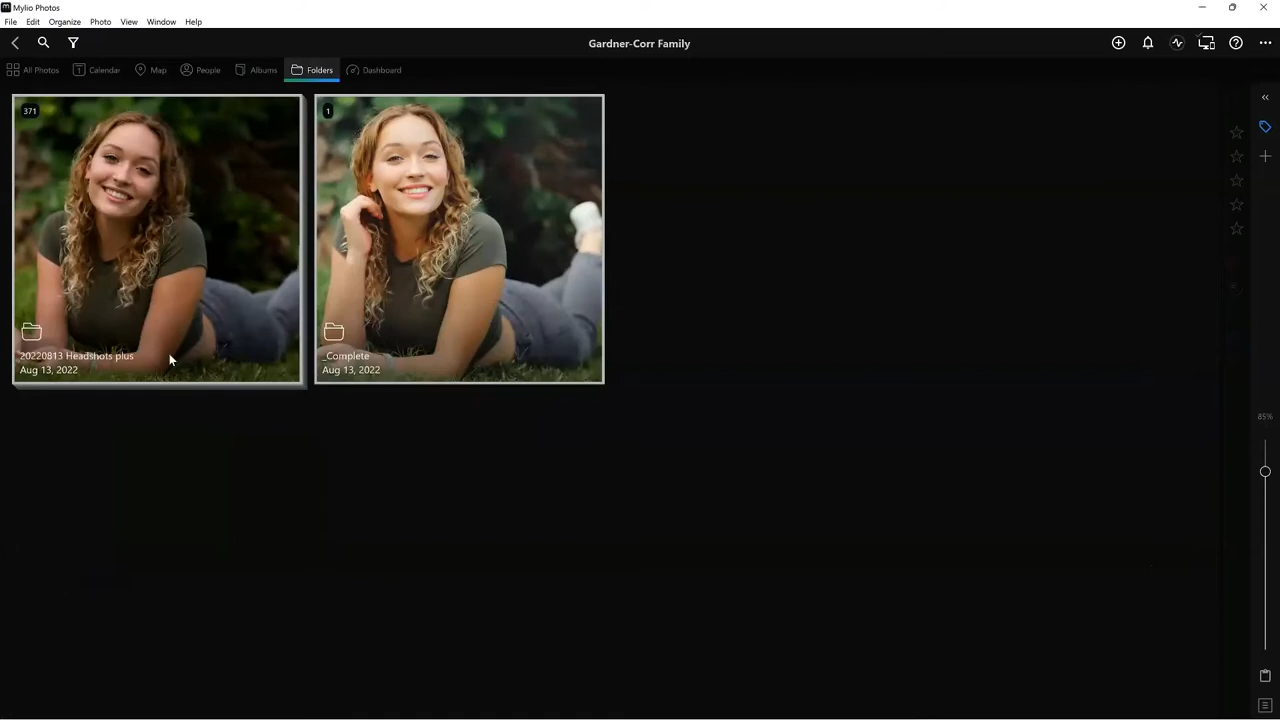 Mylio Photos
File Edit Organize Photo View Window Help
Gardner-Corr Family
All Photos Calendar Map People Albums Folders Dashboard
371
1
20220813 Headshots plus
Aug 13, 2022
_Complete
Aug 13, 2022
85%